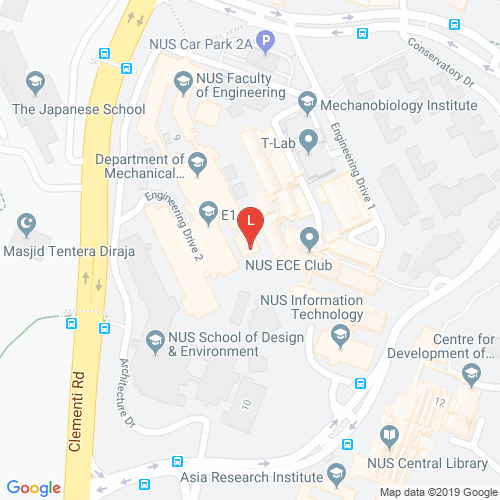 NUS Car Park 2A
Conservatory Dr
NUS Faculty
of Engineering
The Japanese School
Mechanobiology Institute
T-Lab
9
Department of
Mechanical...
Engineering Drive 1
Engineering Drive 2
E1
L
Masjid Tentera Diraja
NUS ECE Club
NUS Information
Technology
NUS School of Design
& Environment
Centre for
Development of...
Clementi Rd
Architecture Dr
10
12
NUS Central Library
Asia Research Institute
Google
Map data ©2019 Google